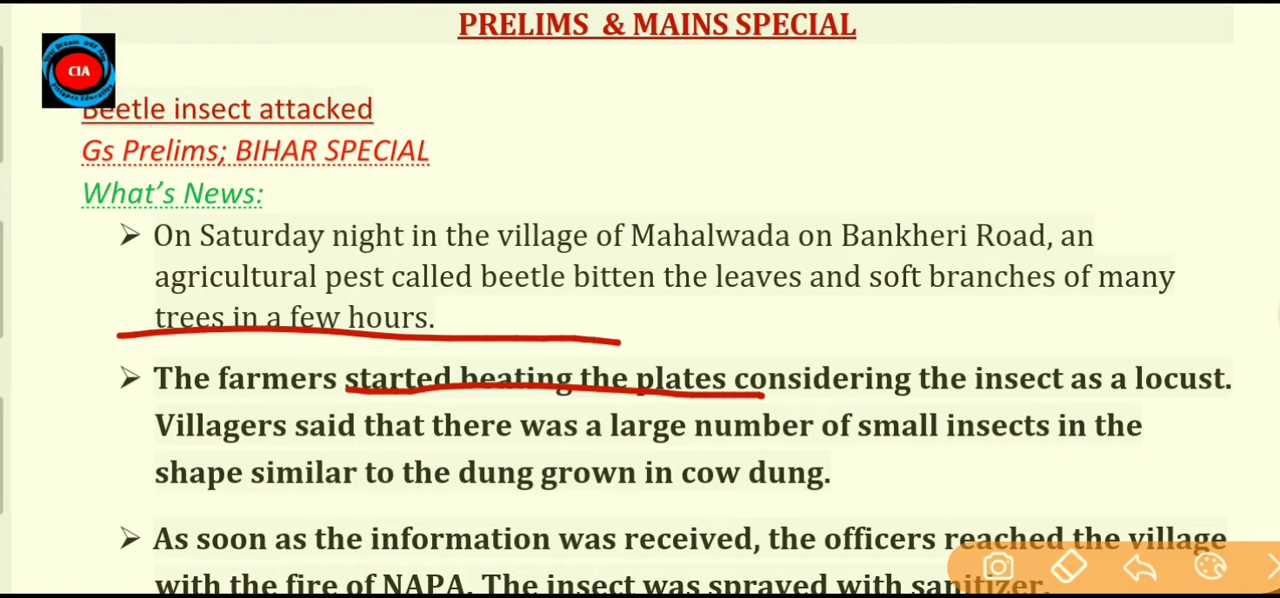 PRELIMS & MAINS SPECIAL
CIA
Beetle insect attacked
Gs Prelims; BIHAR SPECIAL
What's News:
➢ On Saturday night in the village of Mahalwada on Bankheri Road, an
agricultural pest called beetle bitten the leaves and soft branches of many
trees in a few hours.
➢ The farmers started beating the plates considering the insect as a locust.
Villagers said that there was a large number of small insects in the
shape similar to the dung grown in cow dung.
➢ As soon as the information was received, the officers reached the village
with the fire of NAPA. The insect was sprayed with sanitizer.